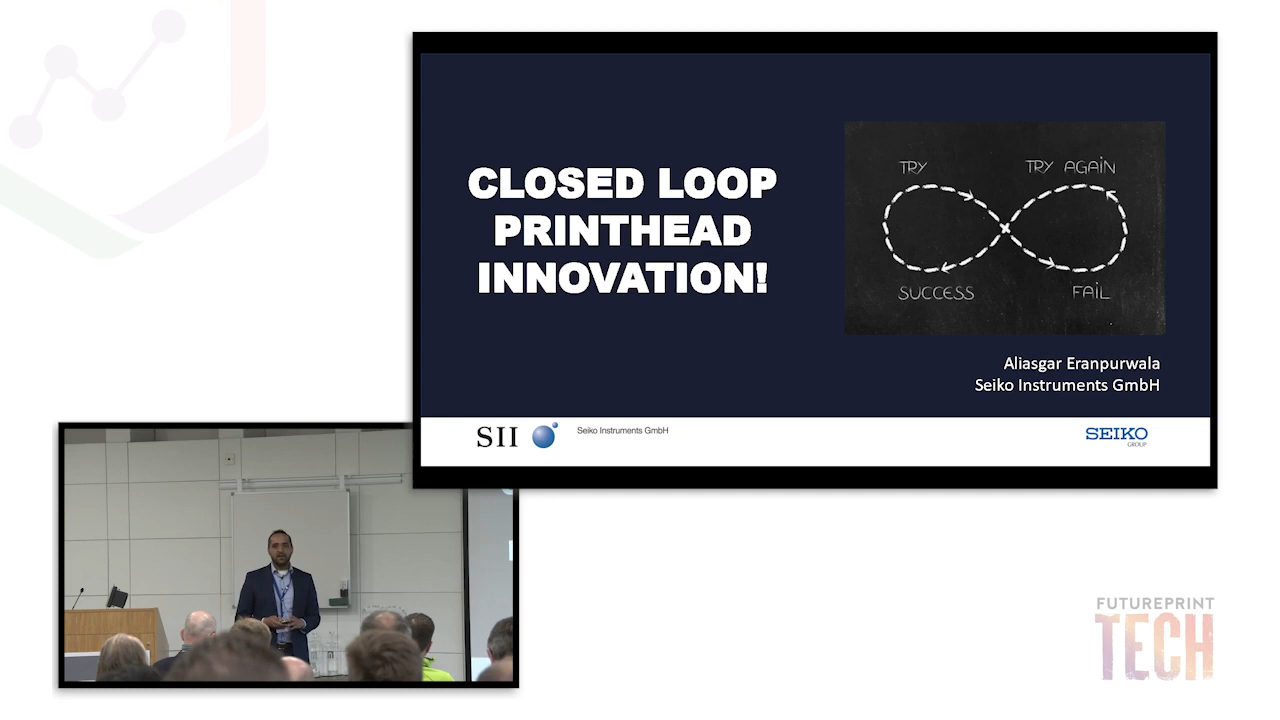 CLOSED LOOP
PRINTHEAD
INNOVATION!
TRY
TRY AGAIN
SUCCESS
FAIL
Aliasgar Eranpurwala
Seiko Instruments GmbH
SII
Seiko Instruments GmbH
SEIKO
GROUP
FUTUREPRINT
TECH